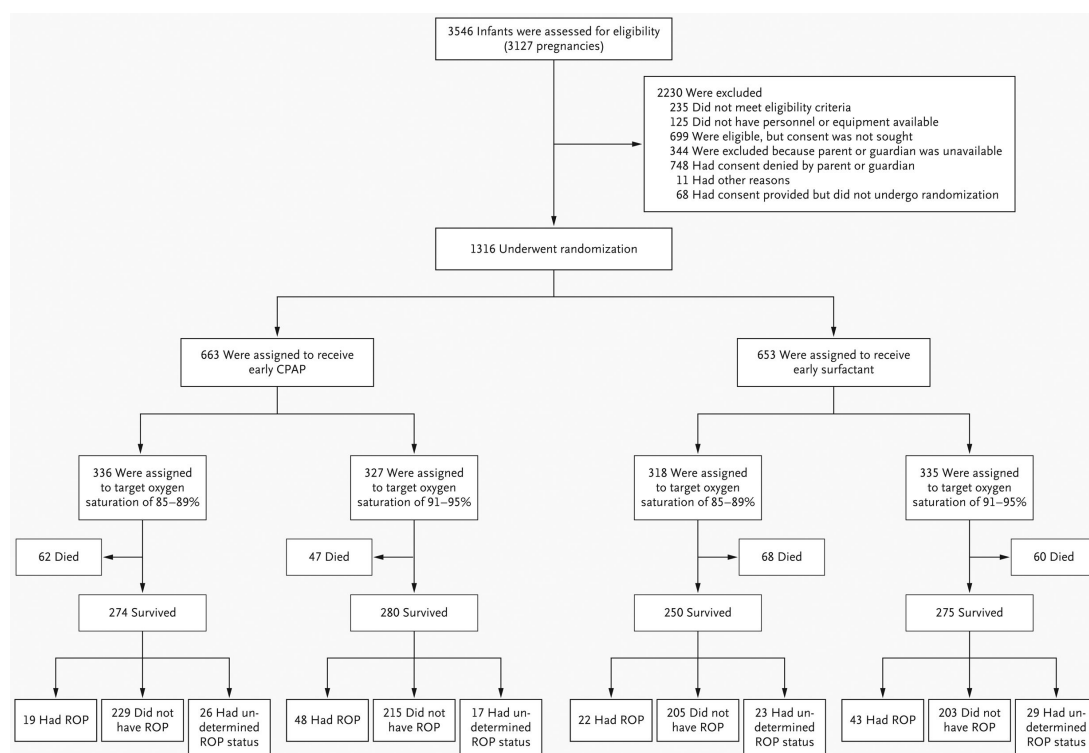 3546 Infants were assessed for eligibility
(3127 pregnancies)
2230 Were excluded
235 Did not meet eligibility criteria
125 Did not have personnel or equipment available
699 Were eligible, but consent was not sought
344 Were excluded because parent or guardian was unavailable
748 Had consent denied by parent or guardian
11 Had other reasons
68 Had consent provided but did not undergo randomization
1316 Underwent randomization
663 Were assigned to receive
early CPAP
653 Were assigned to receive
early surfactant
336 Were assigned
to target oxygen
saturation of 85–89%
327 Were assigned
to target oxygen
saturation of 91–95%
318 Were assigned
to target oxygen
saturation of 85–89%
335 Were assigned
to target oxygen
saturation of 91–95%
62 Died
47 Died
68 Died
60 Died
274 Survived
280 Survived
250 Survived
275 Survived
19 Had ROP
229 Did not
have ROP
26 Had un-
determined
ROP status
48 Had ROP
215 Did not
have ROP
17 Had un-
determined
ROP status
22 Had ROP
205 Did not
have ROP
23 Had un-
determined
ROP status
43 Had ROP
203 Did not
have ROP
29 Had un-
determined
ROP status